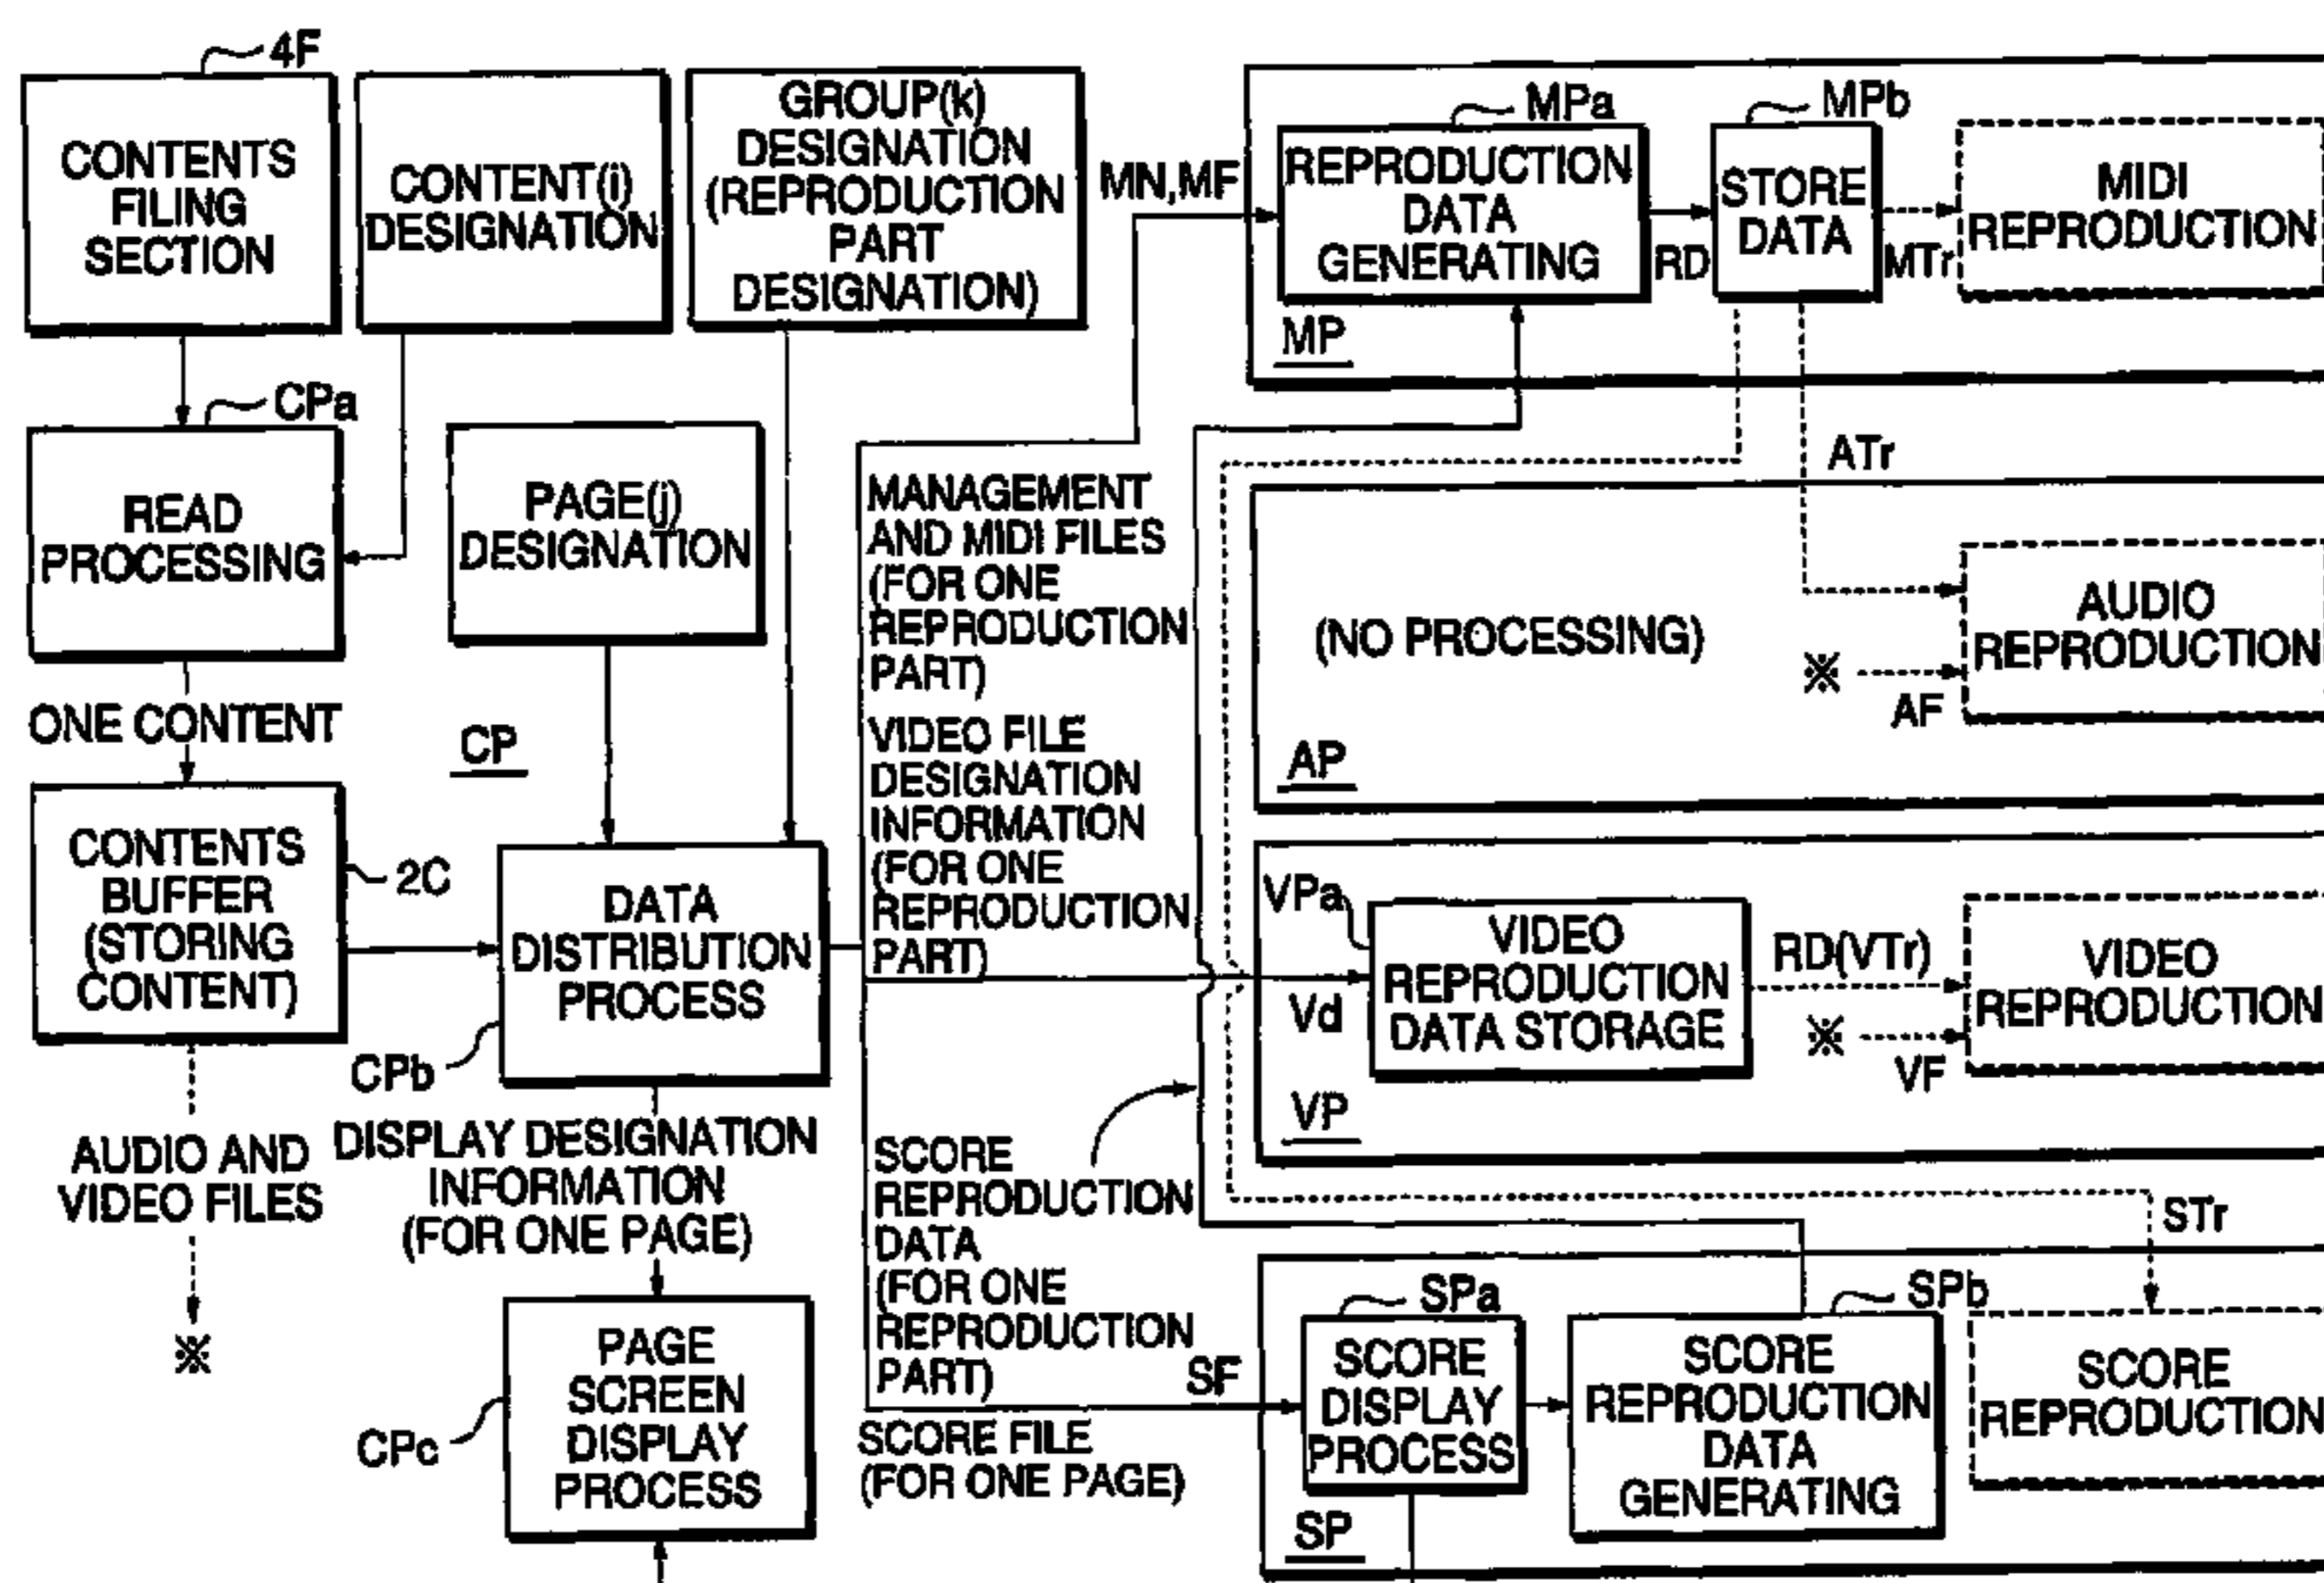 4F
CONTENTS
FILING
SECTION
CONTENT(i)
DESIGNATION
GROUP(k)
DESIGNATION
(REPRODUCTION
PART
DESIGNATION)
CPa
READ
PROCESSING
PAGE(j)
DESIGNATION
ONE CONTENT
CP
CONTENTS
BUFFER
(STORING
CONTENT)
2C
DATA
DISTRIBUTION
PROCESS
CPb
AUDIO AND
VIDEO FILES
※
DISPLAY DESIGNATION
INFORMATION
(FOR ONE PAGE)
PAGE
SCREEN
DISPLAY
PROCESS
CPc
MANAGEMENT
AND MIDI FILES
(FOR ONE
REPRODUCTION
PART)
VIDEO FILE
DESIGNATION
INFORMATION
(FOR ONE
REPRODUCTION
PART)
SCORE
REPRODUCTION
DATA
(FOR ONE
REPRODUCTION
PART)
SCORE FILE
(FOR ONE PAGE)
MN,MF
MPa
REPRODUCTION
DATA
GENERATING
RD
MPb
STORE
DATA
MTr
MIDI
REPRODUCTION
MP
ATr
(NO PROCESSING)
AUDIO
REPRODUCTION
※
AF
AP
VPa
VIDEO
REPRODUCTION
DATA STORAGE
Vd
RD(VTr)
※
VF
VIDEO
REPRODUCTION
VP
STr
SF
SPa
SCORE
DISPLAY
PROCESS
SPb
SCORE
REPRODUCTION
DATA
GENERATING
SCORE
REPRODUCTION
SP